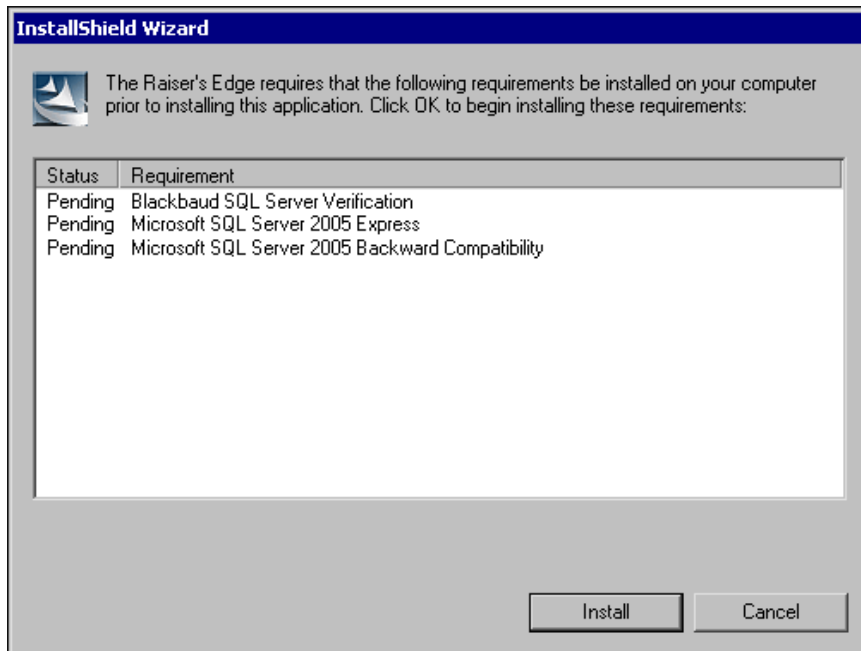 InstallShield Wizard
The Raiser's Edge requires that the following requirements be installed on your computer
prior to installing this application. Click OK to begin installing these requirements:
Status Requirement
Pending Blackbaud SQL Server Verification
Pending Microsoft SQL Server 2005 Express
Pending Microsoft SQL Server 2005 Backward Compatibility
Install Cancel